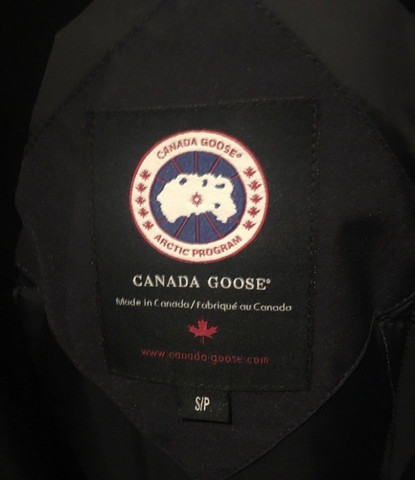 CANADA GOOSE®
ARCTIC PROGRAM
CANADA GOOSE®
Made in Canada/Fabriqué au Canada
www.canada-goose.com
S/P